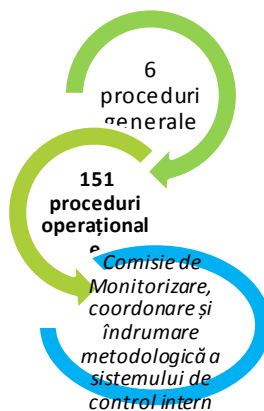 6
proceduri
generale
151
proceduri
operațional
e
Comisie de
Monitorizare,
coordonare și
îndrumare
metodologică a
sistemului de
control intern